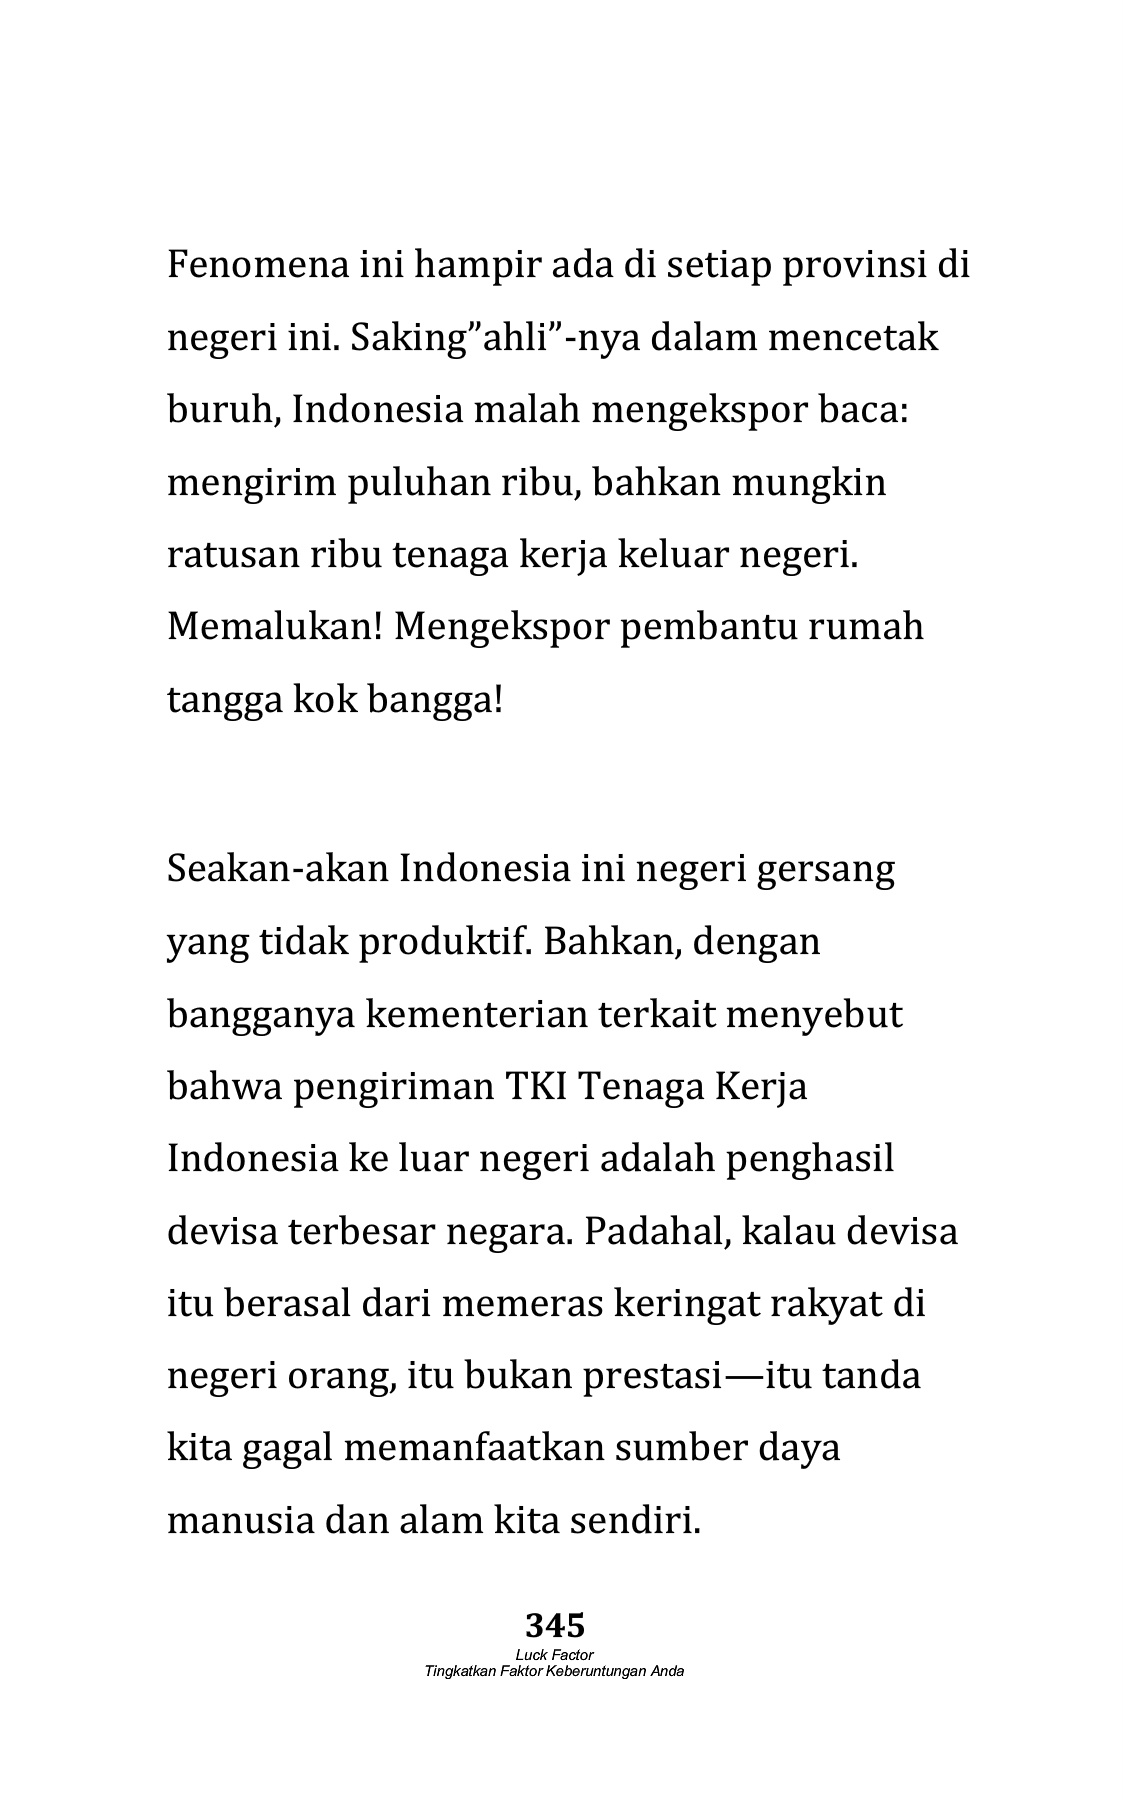 Fenomena ini hampir ada di setiap provinsi di
negeri ini. Saking”ahli”-nya dalam mencetak
buruh, Indonesia malah mengekspor baca:
mengirim puluhan ribu, bahkan mungkin
ratusan ribu tenaga kerja keluar negeri.
Memalukan! Mengekspor pembantu rumah
tangga kok bangga!
Seakan-akan Indonesia ini negeri gersang
yang tidak produktif. Bahkan, dengan
bangganya kementerian terkait menyebut
bahwa pengiriman TKI Tenaga Kerja
Indonesia ke luar negeri adalah penghasil
devisa terbesar negara. Padahal, kalau devisa
itu berasal dari memeras keringat rakyat di
negeri orang, itu bukan prestasi—itu tanda
kita gagal memanfaatkan sumber daya
manusia dan alam kita sendiri.
345
Luck Factor
Tingkatkan Faktor Keberuntungan Anda